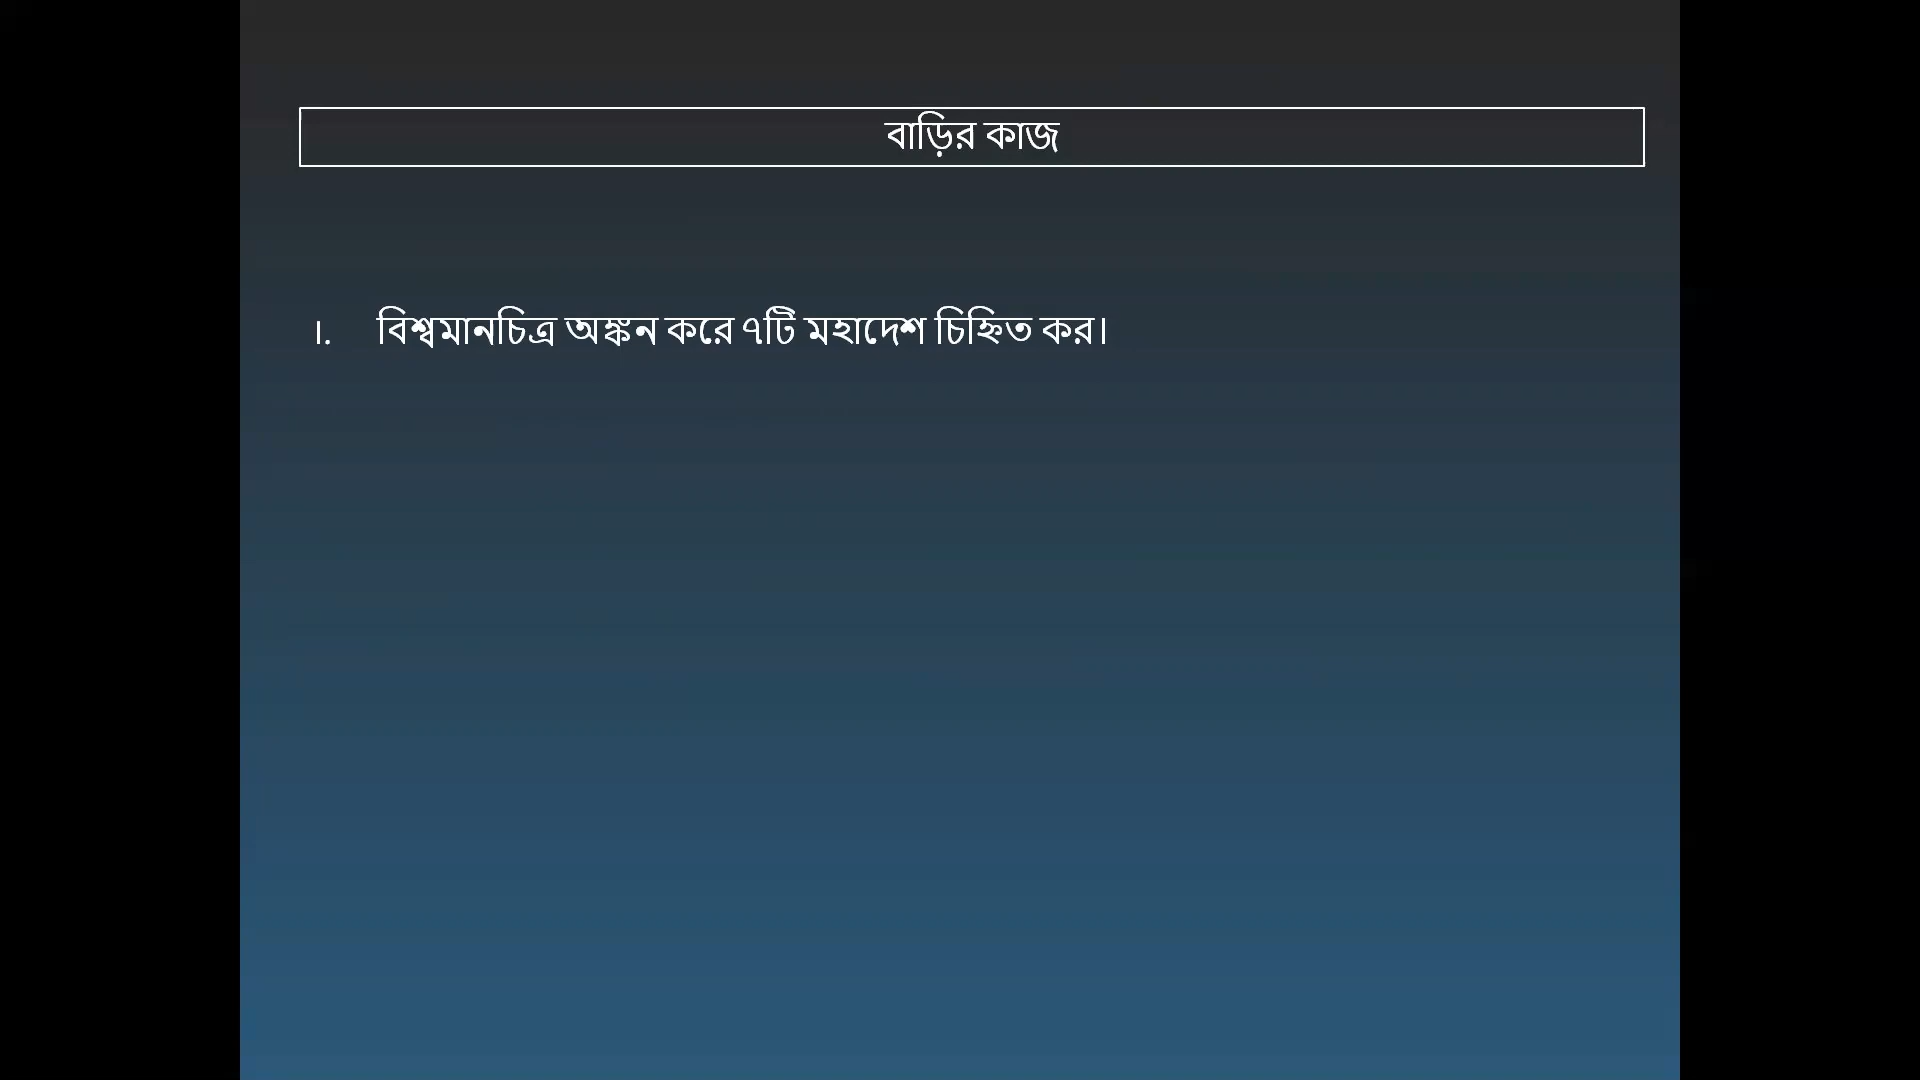 বাড়ির কাজ
I. বিশ্বমানচিত্র অঙ্কন করে ৭টি মহাদেশ চিহ্নিত কর।